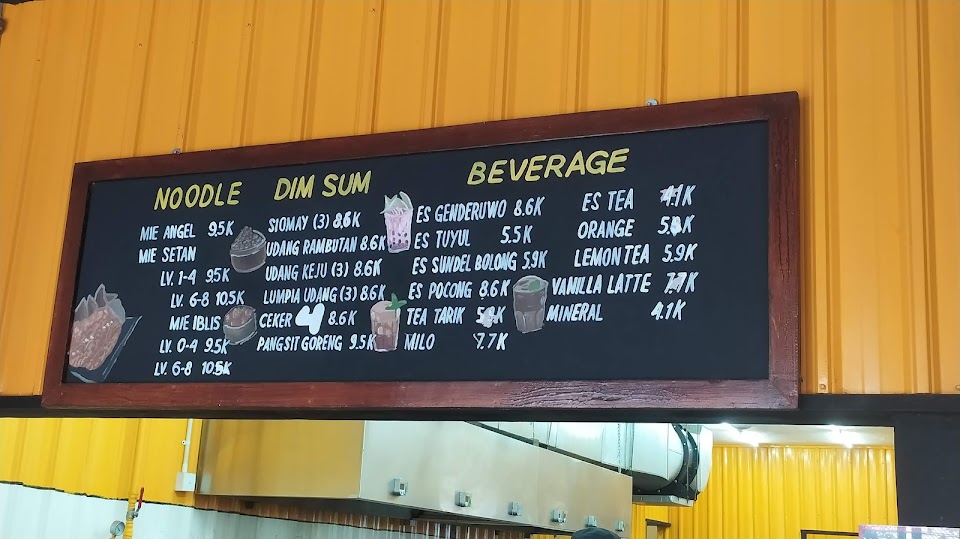 NOODLE
MIE ANGEL 9.5K
MIE SETAN
LV. 1-4 9.5K
LV. 6-8 10.5K
MIE IBLIS
LV. 0-4 9.5K
LV. 6-8 10.5K
DIM SUM
SIOMAY (3) 8.6K
UDANG RAMBUTAN 8.6K
UDANG KEJU (3) 8.6K
LUMPIA UDANG (3) 8.6K
CEKER 4 8.6K
PANGSIT GORENG 9.5K
BEVERAGE
ES GENDERUWO 8.6K
ES TUYUL 5.5K
ES SUNDEL BOLONG 5.9K
ES POCONG 8.6K
TEA TARIK
MILO 7.7K
ES TEA
ORANGE
LEMON TEA 5.9K
VANILLA LATTE
MINERAL 4.1K